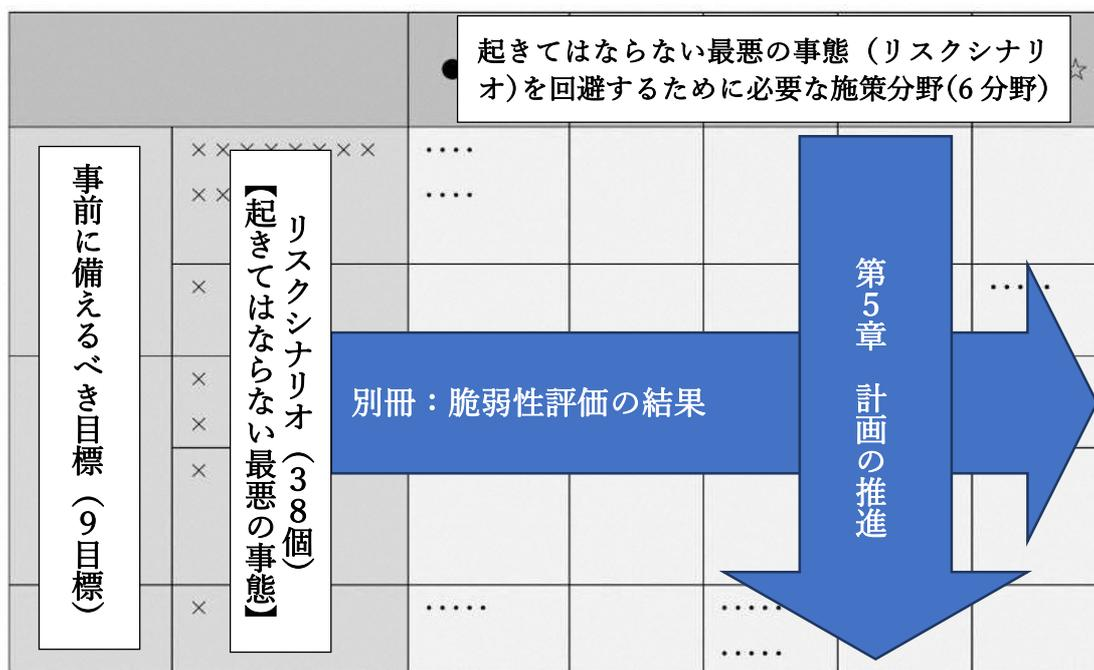 起きてはならない最悪の事態（リスクシナリ
オ)を回避するために必要な施策分野(6 分野)
●
☆
事前に備えるべき目標（9目標）
リスクシナリオ（38個）
【起きてはならない最悪の事態】
××××××××
××
×
×
×
×
×
・・・・
・・・・
・・・・・
・・・・・
・・・・・
・・・・・
別冊：脆弱性評価の結果
第5章　計画の推進